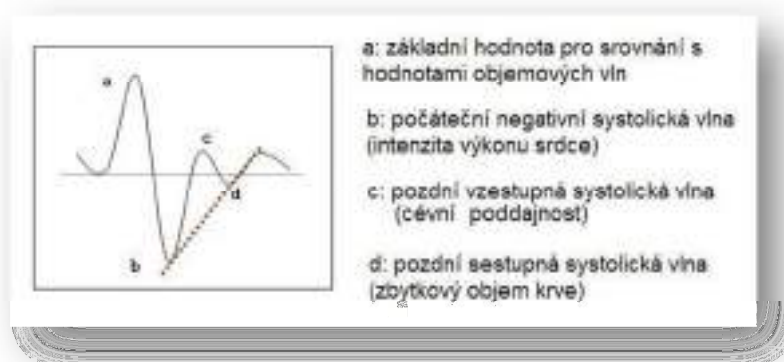 a
c
d
b
a: základní hodnota pro srovnání s
hodnotami objemových vln
b: počáteční negativní systolická vlna
(intenzita výkonu srdce)
c: pozdní vzestupná systolická vlna
(cévní poddajnost)
d: pozdní sestupná systolická vlna
(zbytkový objem krve)